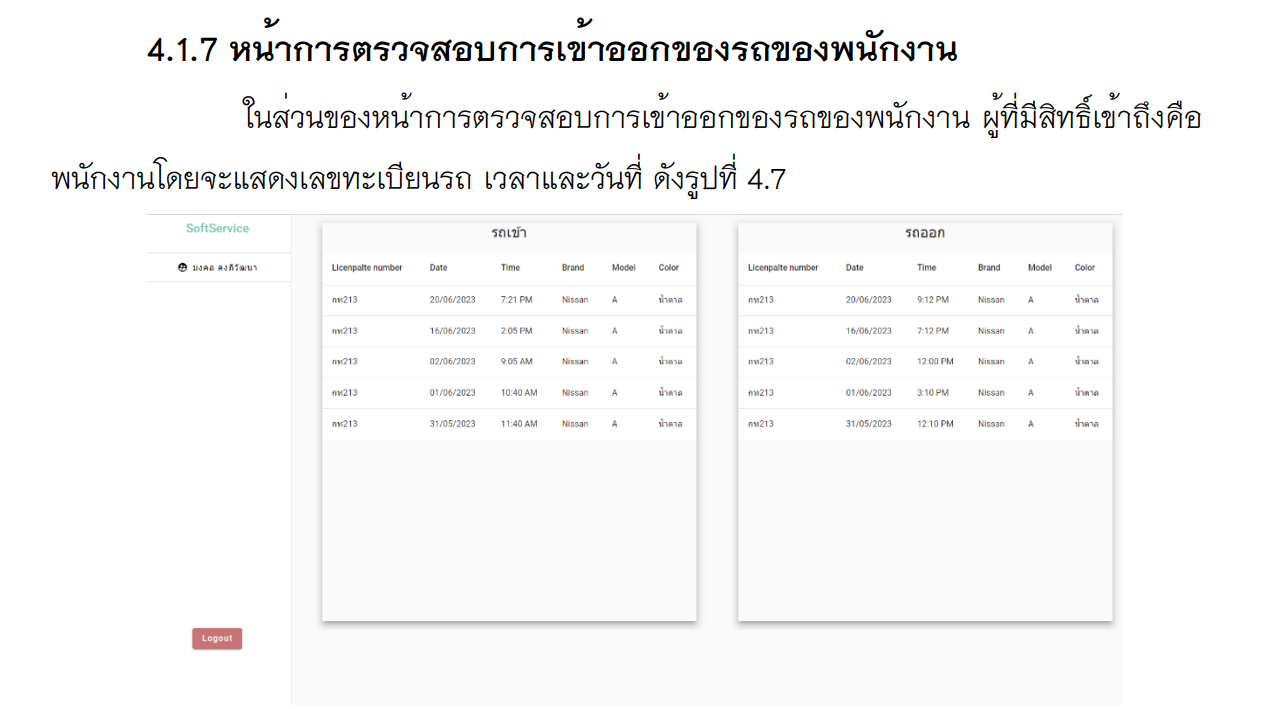 4.1.7 หน้าการตรวจสอบการเข้าออกของรถของพนักงาน
ในส่วนของหน้าการตรวจสอบการเข้าออกของรถของพนักงาน ผู้ที่มีสิทธิ์เข้าถึงคือ
พนักงานโดยจะแสดงเลขทะเบียนรถ เวลาและวันที่ ดังรูปที่ 4.7
SoftService
มงคล คงภิวัฒนา
Logout
รถเข้า
Licenpalte number Date Time Brand Model Color
กท213 20/06/2023 7:21 PM Nissan A น้ำตาล
กท213 16/06/2023 2:05 PM Nissan A น้ำตาล
กท213 02/06/2023 9:05 AM Nissan A น้ำตาล
กท213 01/06/2023 10:40 AM Nissan A น้ำตาล
กท213 31/05/2023 11:40 AM Nissan A น้ำตาล
รถออก
Licenpalte number Date Time Brand Model Color
กท213 20/06/2023 9:12 PM Nissan A น้ำตาล
กท213 16/06/2023 7:12 PM Nissan A น้ำตาล
กท213 02/06/2023 12:00 PM Nissan A น้ำตาล
กท213 01/06/2023 3:10 PM Nissan A น้ำตาล
กท213 31/05/2023 12:10 PM Nissan A น้ำตาล